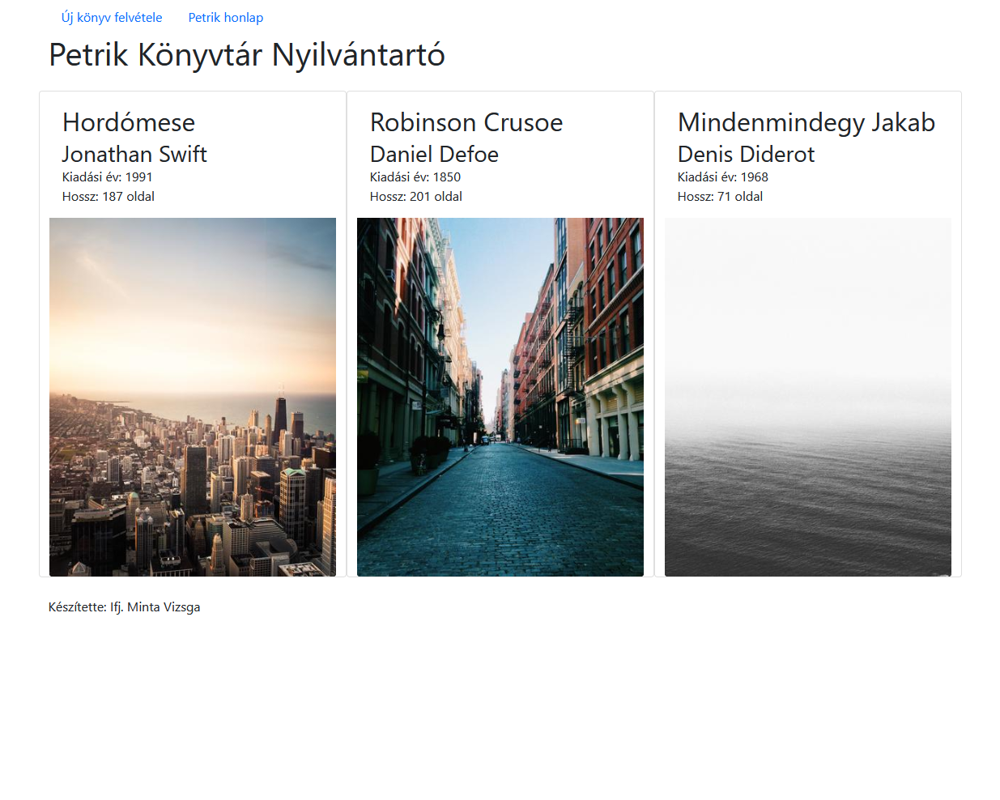 Új könyv felvétele Petrik honlap
Petrik Könyvtár Nyilvántartó
Hordómese
Jonathan Swift
Kiadási év: 1991
Hossz: 187 oldal
Robinson Crusoe
Daniel Defoe
Kiadási év: 1850
Hossz: 201 oldal
Mindenmindegy Jakab
Denis Diderot
Kiadási év: 1968
Hossz: 71 oldal
Készítette: Ifj. Minta Vizsga